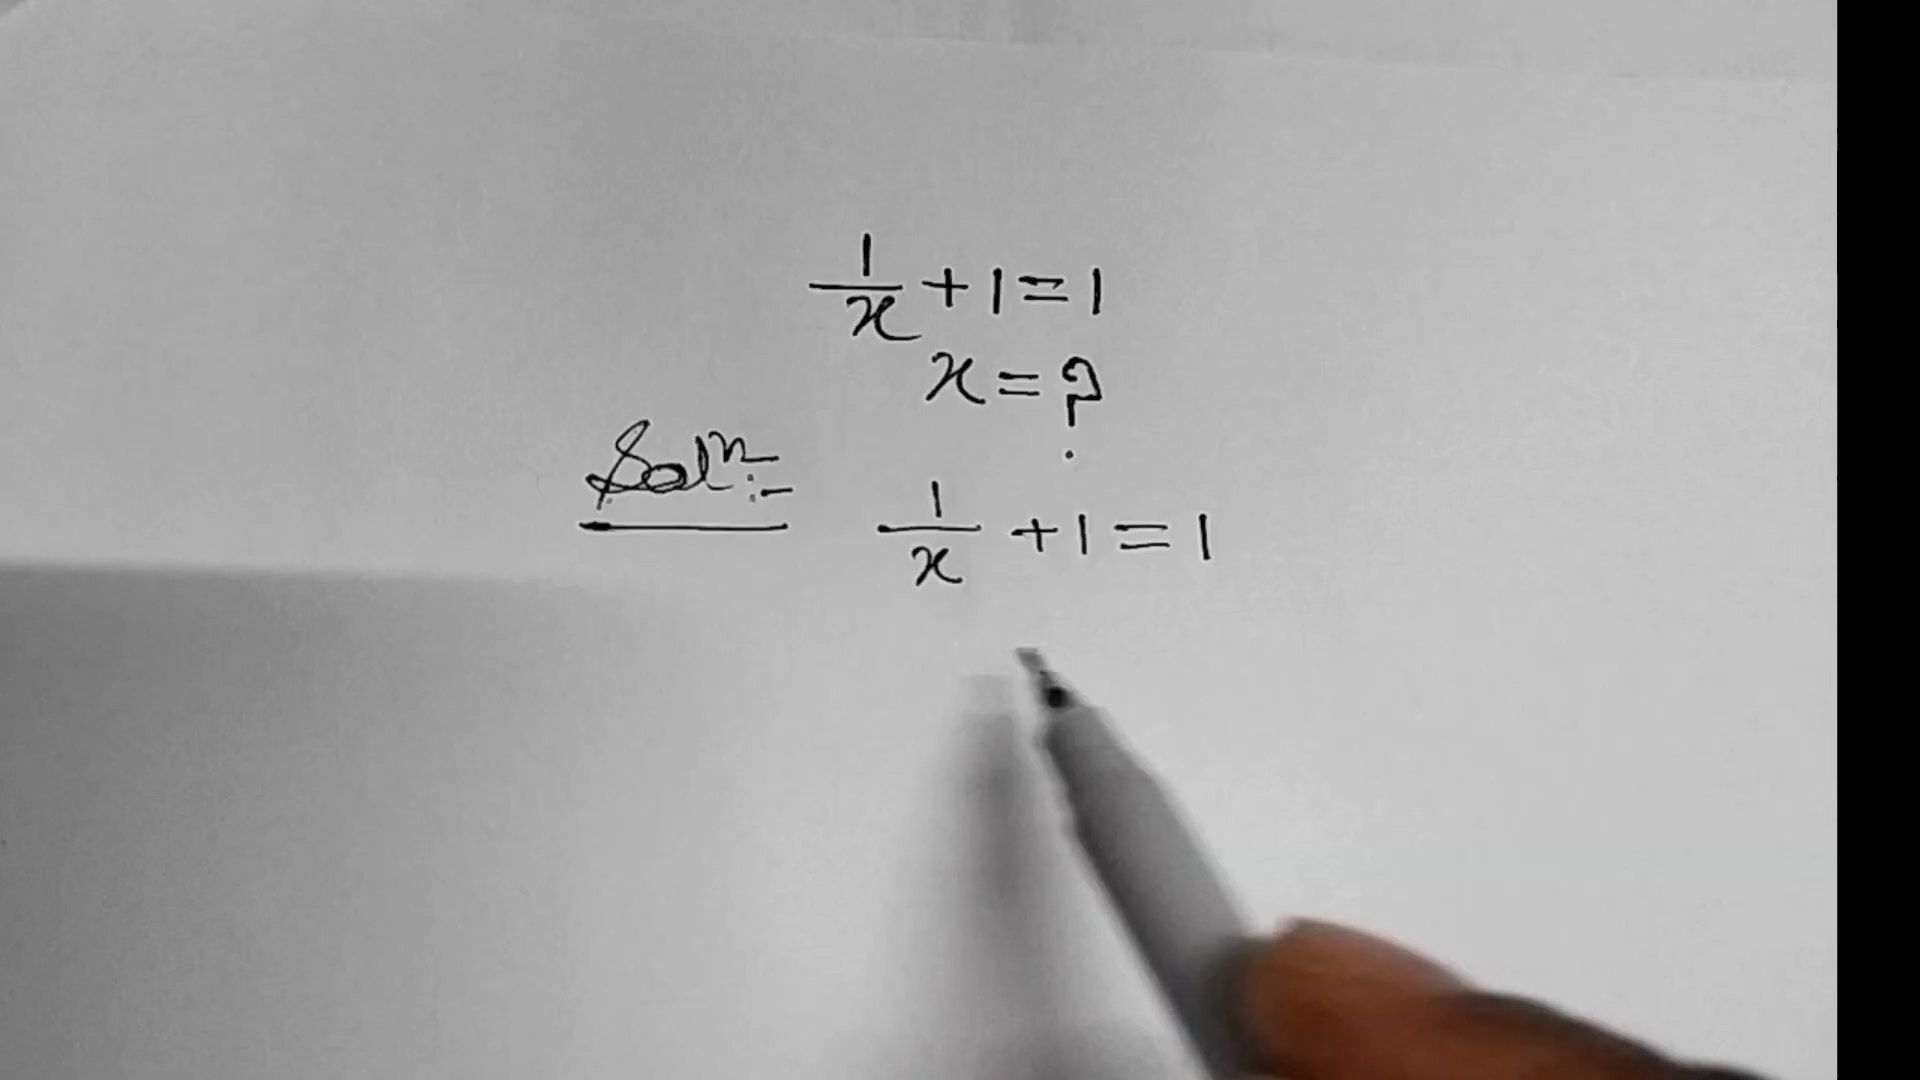 1/x + 1 = 1
x = ?
Solⁿ:- 1/x + 1 = 1